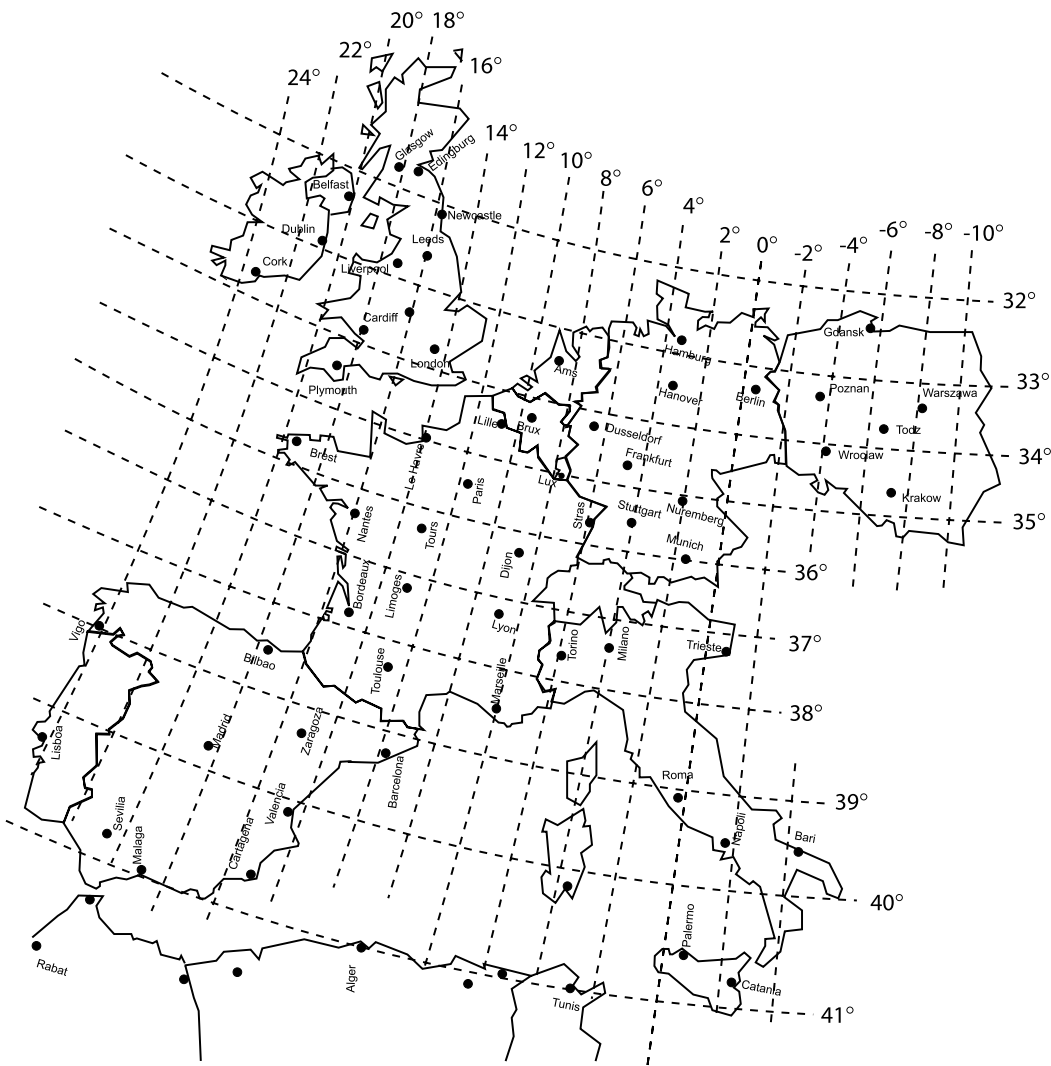 20° 18°
22°
24°
16°
14°
12°
10°
8°
6°
4°
2°
0°
-2°
-4°
-6°
-8°
-10°
Glasgow
Edingburg
Belfast
Newcastle
Dublin
Leeds
Cork
Liverpool
32°
Cardiff
Gdansk
Hamburg
London
Ams
33°
Plymouth
Hanover
Berlin
Poznan
Warszawa
Lille
Brux
Dusseldorf
Todz
Brest
Le Havre
Frankfurt
Wroclaw
34°
Lux
Paris
Krakow
Nantes
Tours
Stras
Stuttgart
Nuremberg
35°
Dijon
Munich
36°
Bordeaux
Limoges
Vigo
Lyon
37°
Bilbao
Toulouse
Torino
Milano
Trieste
Marseille
38°
Lisboa
Madrid
Zaragoza
Barcelona
Roma
39°
Sevilla
Malaga
Valencia
Cartagena
Napoli
Bari
40°
Palermo
Rabat
Alger
Tunis
Catania
41°